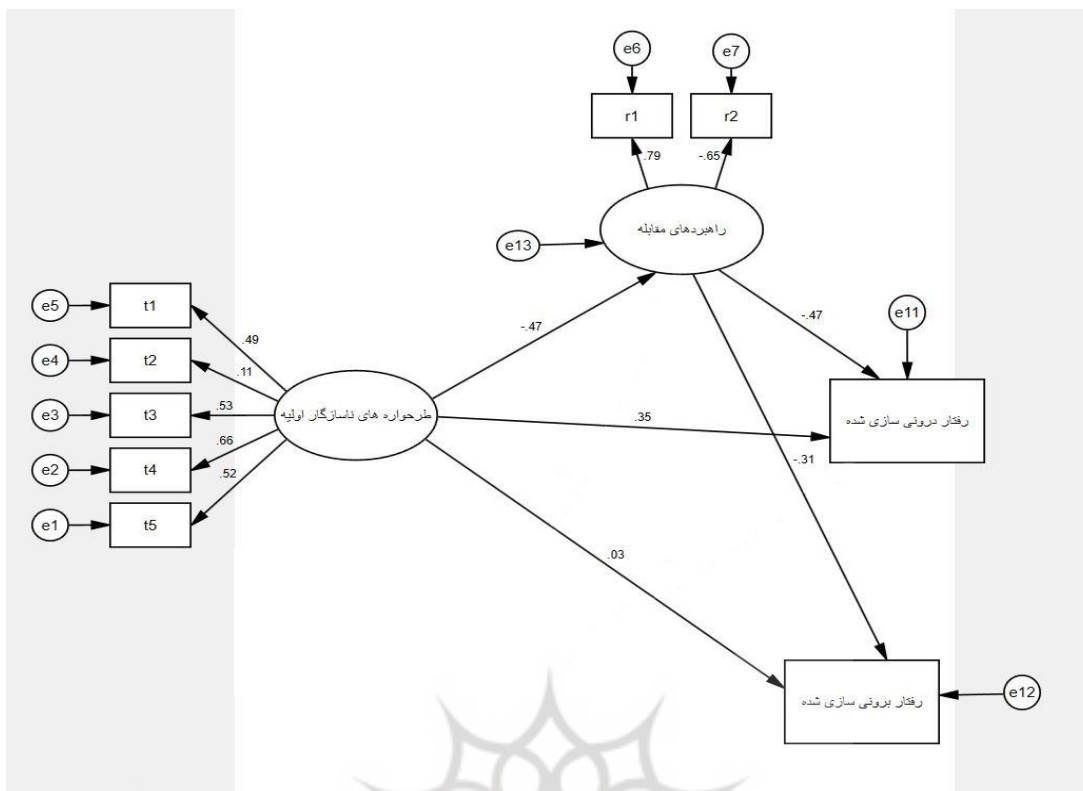 e6
e7
r1
r2
.79
-.65
راهبردهای مقابله
e13
e5
t1
e4
t2
e3
t3
e2
t4
e1
t5
.49
.11
.53
.66
.52
طرحواره های ناسازگار اولیه
-.47
-.47
e11
.35
رفتار درونی سازی شده
-.31
.03
رفتار برونی سازی شده
e12